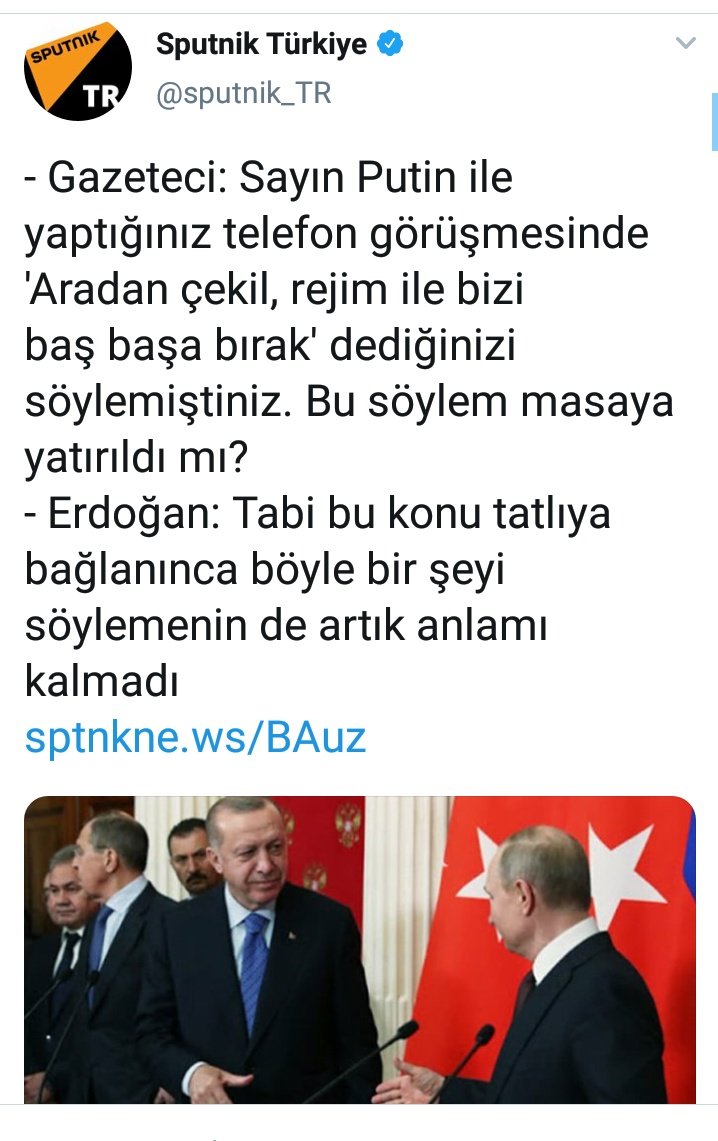 SPUTNIK
TR
Sputnik Türkiye
@sputnik_TR
- Gazeteci: Sayın Putin ile
yaptığınız telefon görüşmesinde
'Aradan çekil, rejim ile bizi
baş başa bırak' dediğinizi
söylemiştiniz. Bu söylem masaya
yatırıldı mı?
- Erdoğan: Tabi bu konu tatlıya
bağlanınca böyle bir şeyi
söylemenin de artık anlamı
kalmadı
sptnkne.ws/BAuz